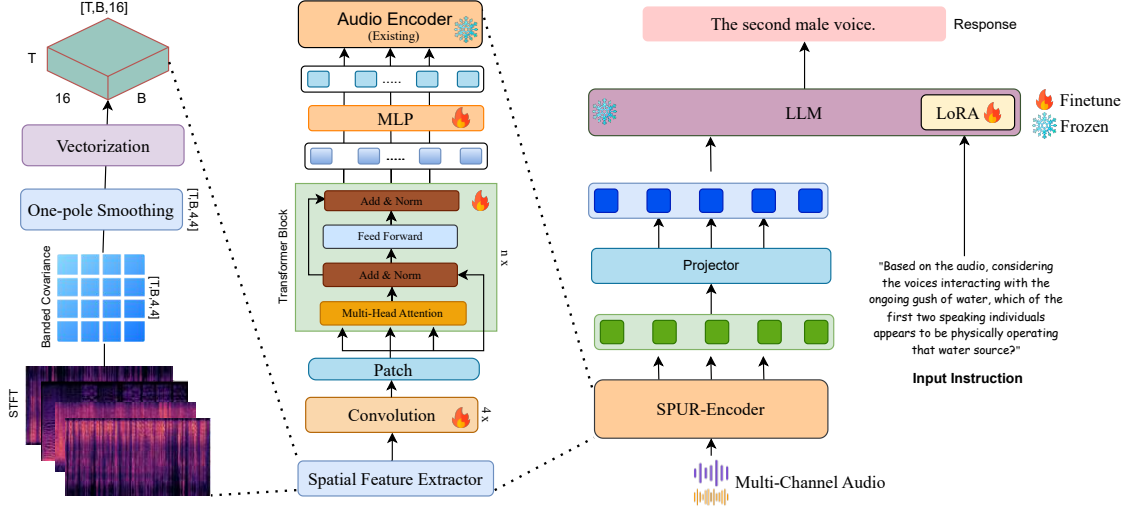 [T,B,16]
T
16
B
Vectorization
One-pole Smoothing
[T,B,4,4]
Banded Covariance
[T,B,4,4]
STFT
Audio Encoder
(Existing)
.....
MLP
.....
Add & Norm
Feed Forward
Add & Norm
Multi-Head Attention
Transformer Block
n x
Patch
Convolution
4 x
Spatial Feature Extractor
The second male voice.
Response
LLM
LoRA
Finetune
Frozen
Projector
SPUR-Encoder
Multi-Channel Audio
"Based on the audio, considering
the voices interacting with the
ongoing gush of water, which of the
first two speaking individuals
appears to be physically operating
that water source?"
Input Instruction